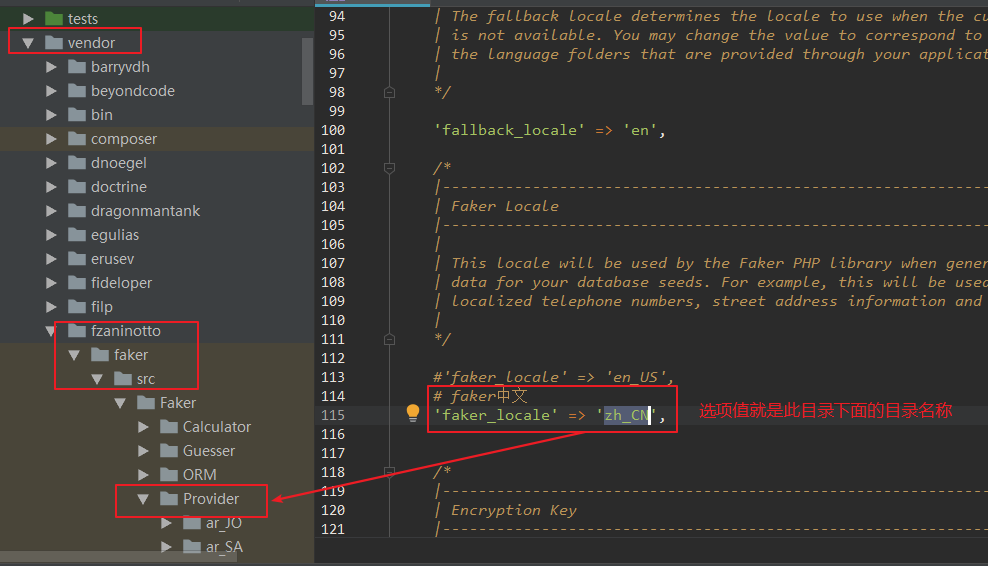 tests
vendor
barryvdh
beyondcode
bin
composer
dnoegel
doctrine
dragonmantank
egulias
erusev
fideloper
filp
fzaninotto
faker
src
Faker
Calculator
Guesser
ORM
Provider
ar_JO
ar_SA
94 | The fallback locale determines the locale to use when the cu
95 | is not available. You may change the value to correspond to
96 | the language folders that are provided through your applicat
97 |
98 */
99
100 'fallback_locale' => 'en',
101
102 /*
103 |--------------------------------------------------------------
104 | Faker Locale
105 |--------------------------------------------------------------
106 |
107 | This locale will be used by the Faker PHP library when gener
108 | data for your database seeds. For example, this will be used
109 | localized telephone numbers, street address information and
110 |
111 */
112
113 #'faker_locale' => 'en_US',
114 # faker中文
115 'faker_locale' => 'zh_CN', 选项值就是此目录下面的目录名称
116
117
118 /*
119 |--------------------------------------------------------------
120 | Encryption Key
121 |--------------------------------------------------------------